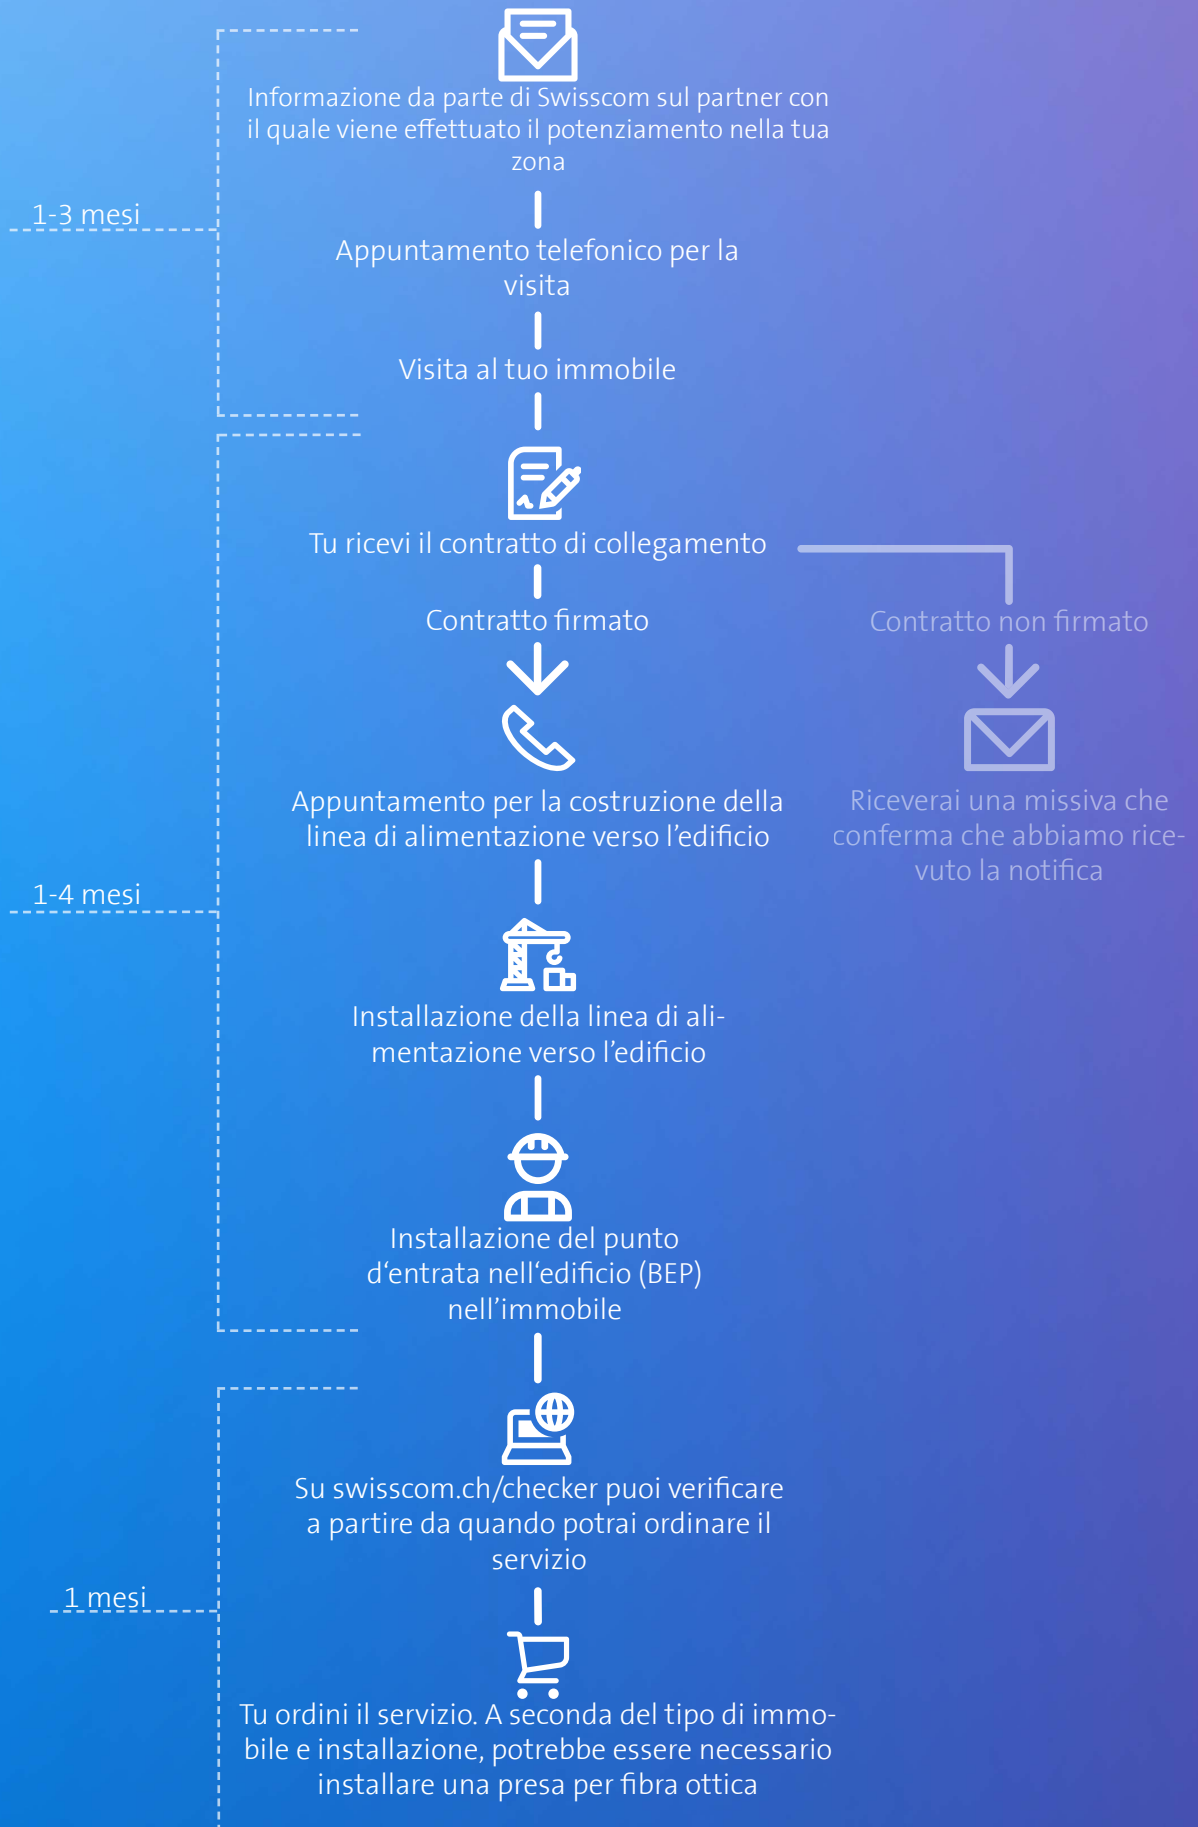 Informazione da parte di Swisscom sul partner con
il quale viene effettuato il potenziamento nella tua
zona
1-3 mesi
Appuntamento telefonico per la
visita
Visita al tuo immobile
Tu ricevi il contratto di collegamento
Contratto firmato
Contratto non firmato
Appuntamento per la costruzione della
linea di alimentazione verso l’edificio
Riceverai una missiva che
conferma che abbiamo rice-
vuto la notifica
1-4 mesi
Installazione della linea di ali-
mentazione verso l’edificio
Installazione del punto
d‘entrata nell‘edificio (BEP)
nell’immobile
Su swisscom.ch/checker puoi verificare
a partire da quando potrai ordinare il
servizio
1 mesi
Tu ordini il servizio. A seconda del tipo di immo-
bile e installazione, potrebbe essere necessario
installare una presa per fibra ottica